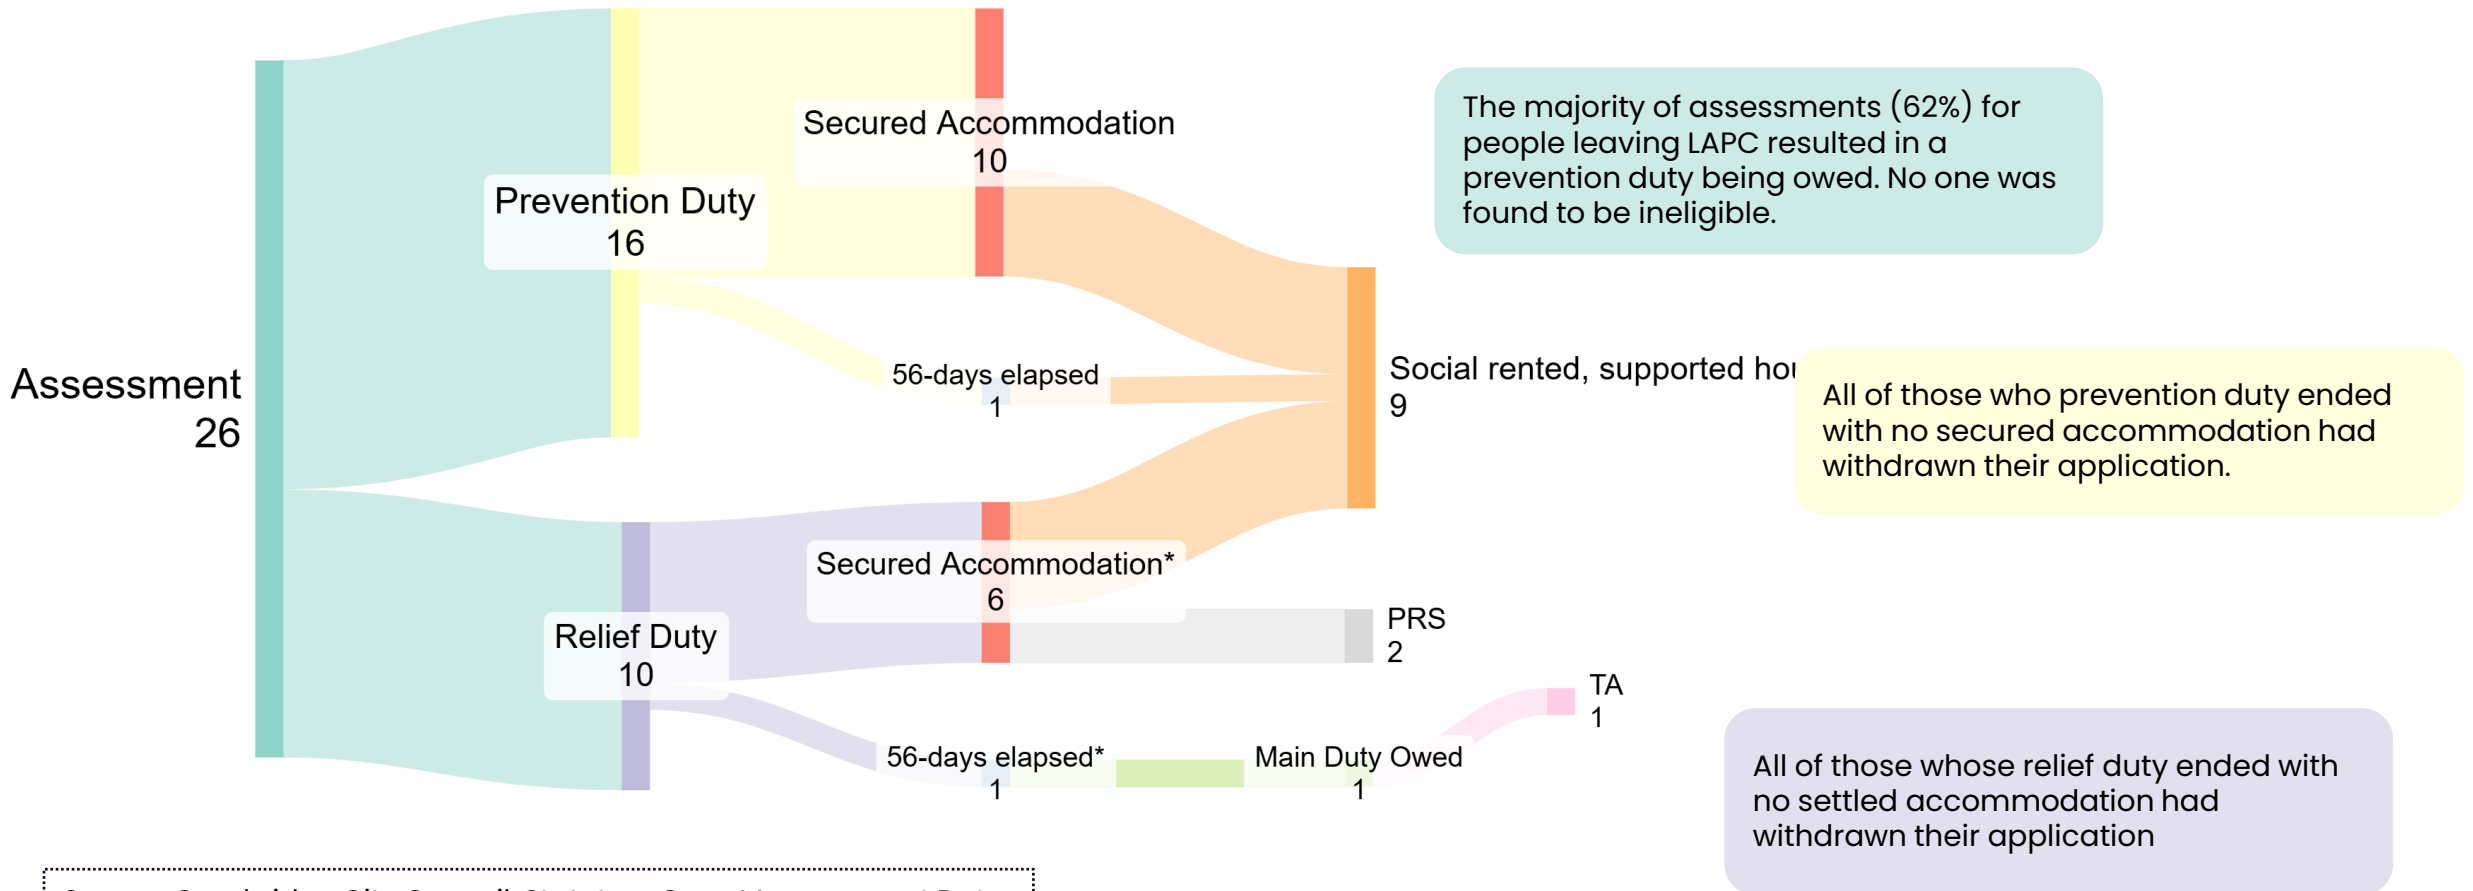 Assessment
26
Prevention Duty
16
Relief Duty
10
Secured Accommodation
10
56-days elapsed
1
Secured Accommodation*
6
56-days elapsed*
1
Main Duty Owed
1
Social rented, supported
9
PRS
2
TA
1
The majority of assessments (62%) for
people leaving LAPC resulted in a
prevention duty being owed. No one was
found to be ineligible.
All of those who prevention duty ended
with no secured accommodation had
withdrawn their application.
All of those whose relief duty ended with
no settled accommodation had
withdrawn their application